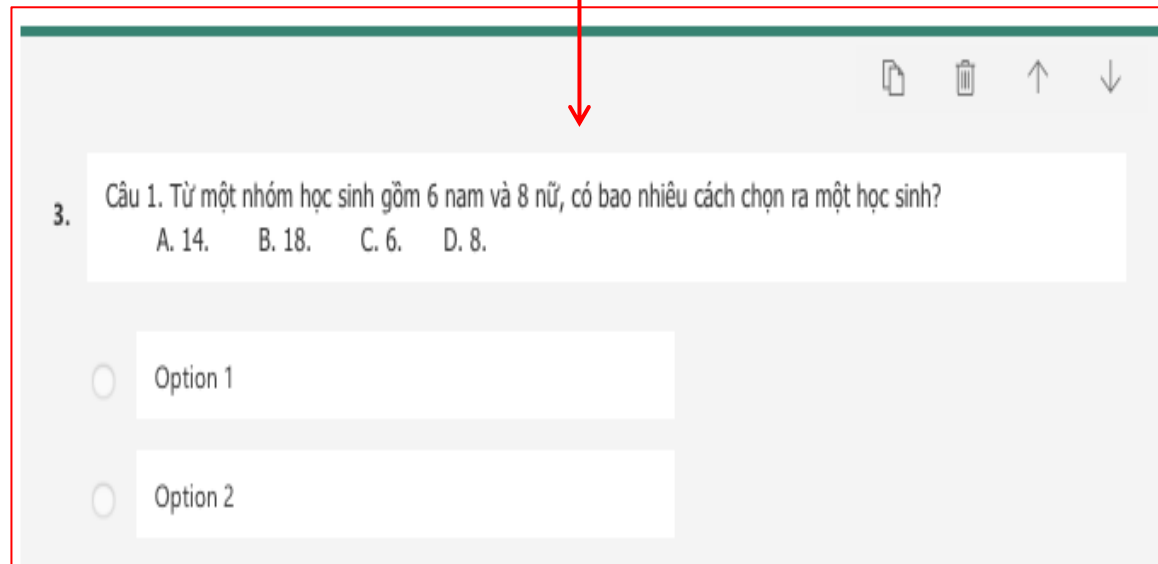 3.
Câu 1. Từ một nhóm học sinh gồm 6 nam và 8 nữ, có bao nhiêu cách chọn ra một học sinh?
A. 14. B. 18. C. 6. D. 8.
Option 1
Option 2